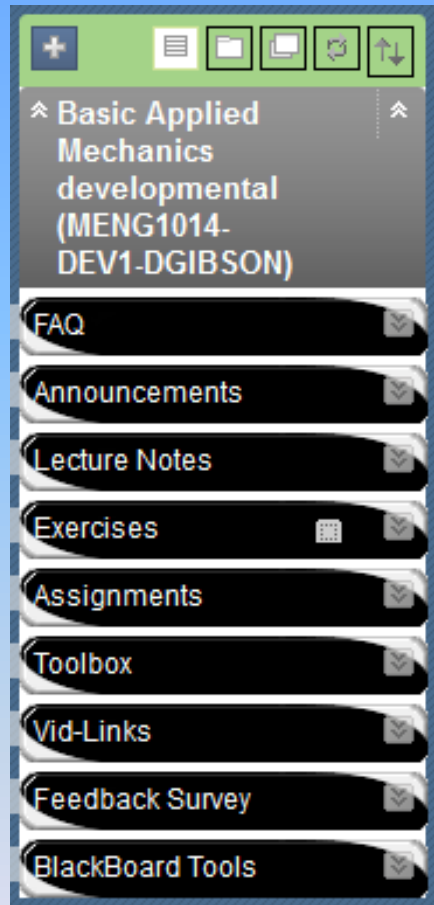 Basic Applied
Mechanics
developmental
(MENG1014-
DEV1-DGIBSON)
FAQ
Announcements
Lecture Notes
Exercises
Assignments
Toolbox
Vid-Links
Feedback Survey
BlackBoard Tools